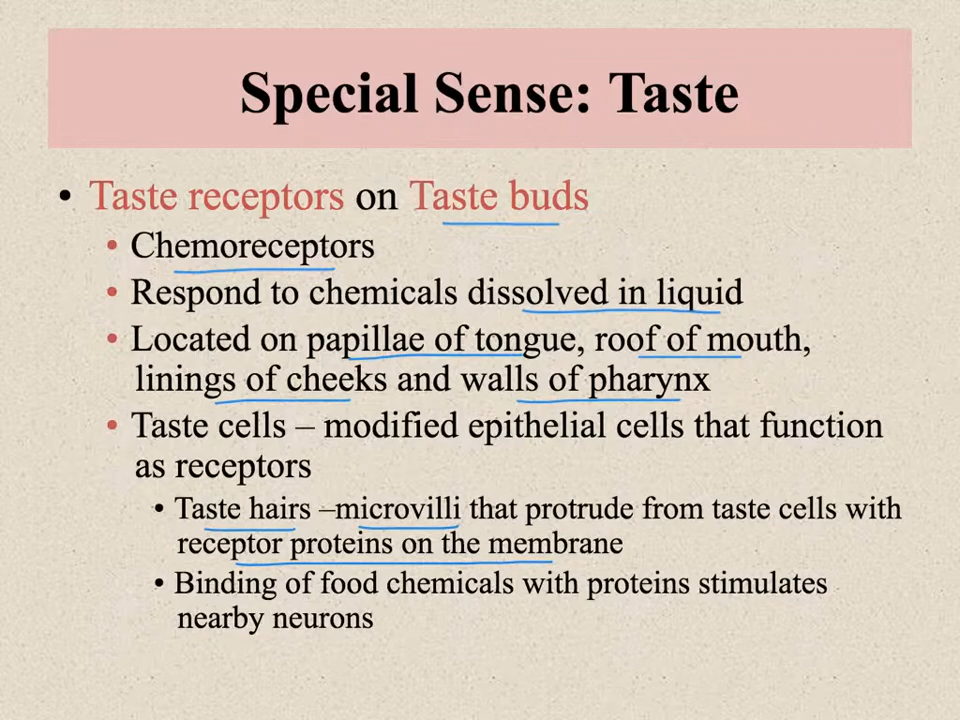 Special Sense: Taste
• Taste receptors on Taste buds
• Chemoreceptors
• Respond to chemicals dissolved in liquid
• Located on papillae of tongue, roof of mouth,
linings of cheeks and walls of pharynx
• Taste cells – modified epithelial cells that function
as receptors
• Taste hairs –microvilli that protrude from taste cells with
receptor proteins on the membrane
• Binding of food chemicals with proteins stimulates
nearby neurons